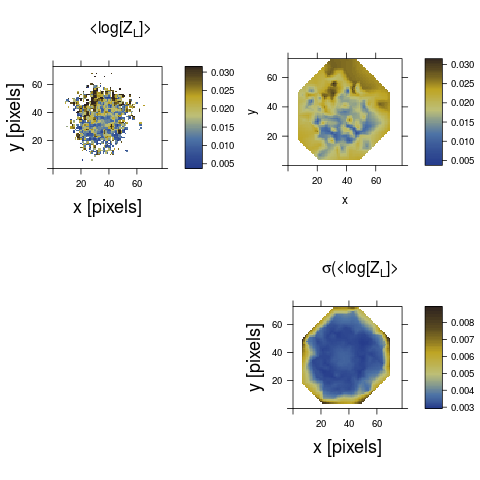 <log[Z_L]>
60
40
20
20 40 60
x [pixels]
y [pixels]
0.030
0.025
0.020
0.015
0.010
0.005
60
40
20
20 40 60
x
y
0.030
0.025
0.020
0.015
0.010
0.005
σ(<log[Z_L]>
60
40
20
20 40 60
x [pixels]
y [pixels]
0.008
0.007
0.006
0.005
0.004
0.003